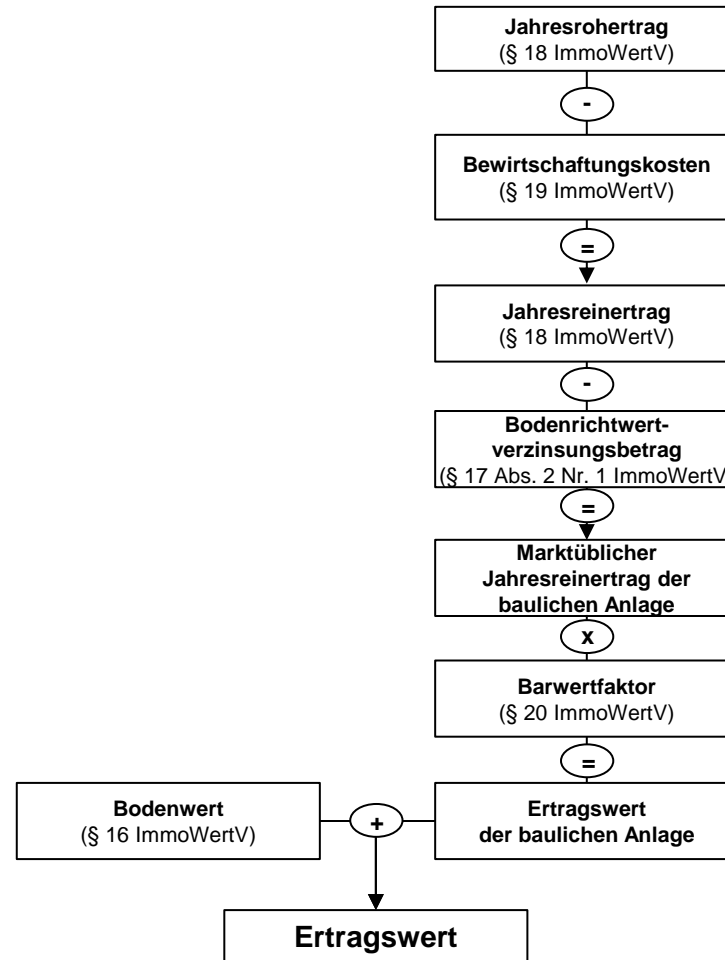 Jahresrohertrag
(§ 18 ImmoWertV)
-
Bewirtschaftungskosten
(§ 19 ImmoWertV)
=
Jahresreinertrag
(§ 18 ImmoWertV)
-
Bodenrichtwert-
verzinsungsbetrag
(§ 17 Abs. 2 Nr. 1 ImmoWertV
=
Marktüblicher
Jahresreinertrag der
baulichen Anlage
x
Barwertfaktor
(§ 20 ImmoWertV)
=
Bodenwert
(§ 16 ImmoWertV)
+
Ertragswert
der baulichen Anlage
Ertragswert